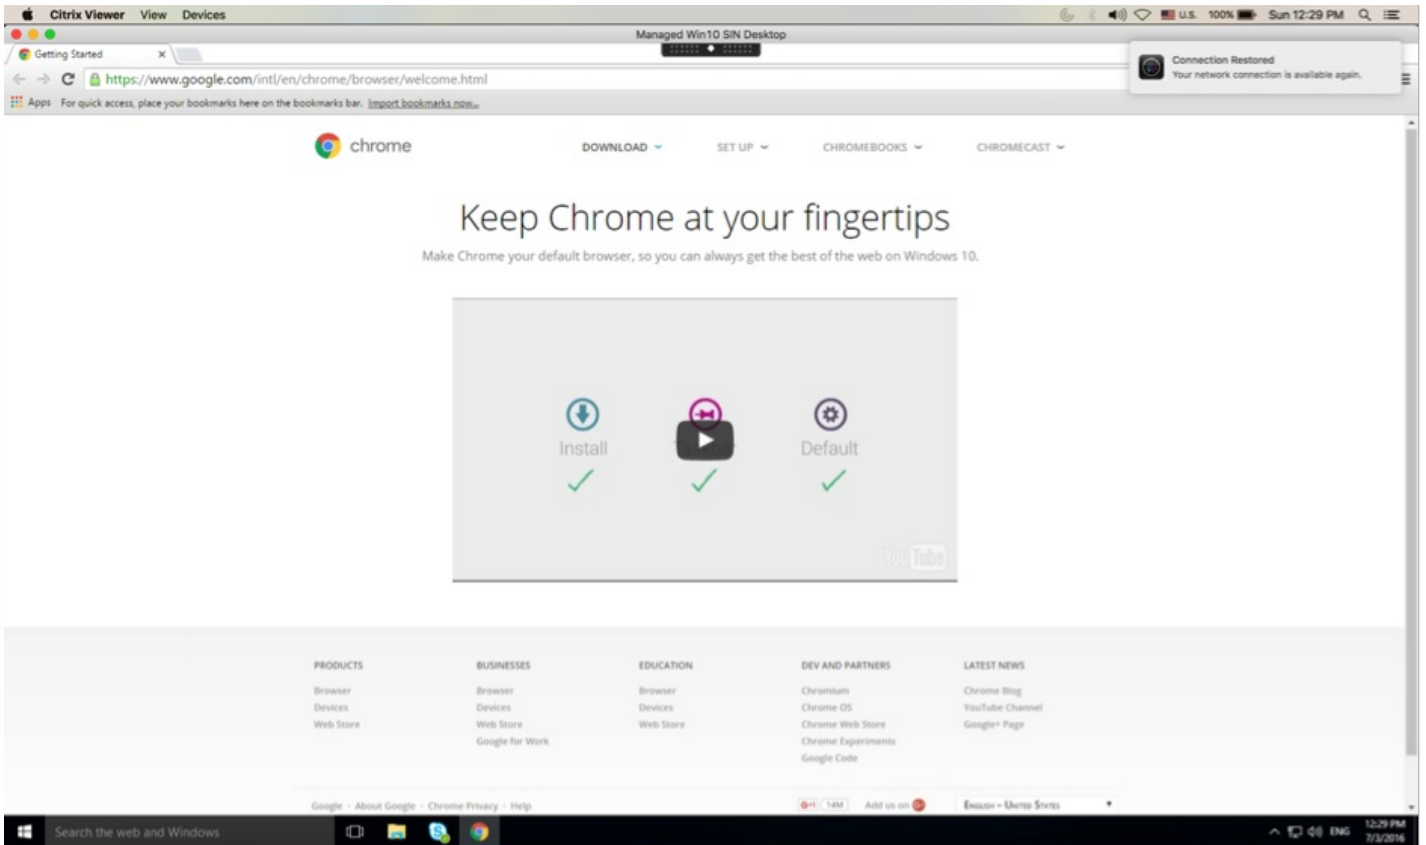 Citrix Viewer View Devices
U.S. 100% Sun 12:29 PM
Managed Win10 SIN Desktop
Getting Started
Connection Restored
Your network connection is available again.
https://www.google.com/intl/en/chrome/browser/welcome.html
Apps For quick access, place your bookmarks here on the bookmarks bar. Import bookmarks now...
chrome
DOWNLOAD SET UP CHROMEBOOKS CHROMECAST
Keep Chrome at your fingertips
Make Chrome your default browser, so you can always get the best of the web on Windows 10.
Install Default
YouTube
PRODUCTS BUSINESSES EDUCATION DEV AND PARTNERS LATEST NEWS
Browser Browser Browser Chromium Chrome Blog
Devices Devices Devices Chrome OS YouTube Channel
Web Store Web Store Web Store Chrome Web Store Google+ Page
Google for Work Chrome Experiments
Google Code
Google · About Google · Chrome Privacy · Help G+1 14M Add us on English - United States
Search the web and Windows
ENG 12:29 PM
7/3/2016